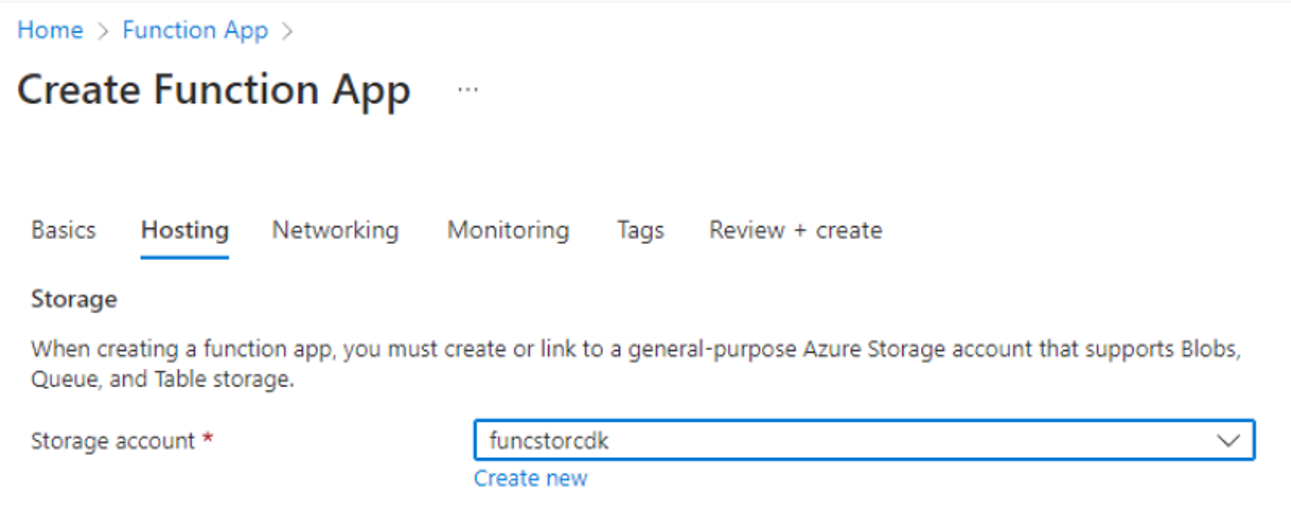 Home > Function App >
Create Function App ...
Basics Hosting Networking Monitoring Tags Review + create
Storage
When creating a function app, you must create or link to a general-purpose Azure Storage account that supports Blobs,
Queue, and Table storage.
Storage account * funcstorcdk
Create new